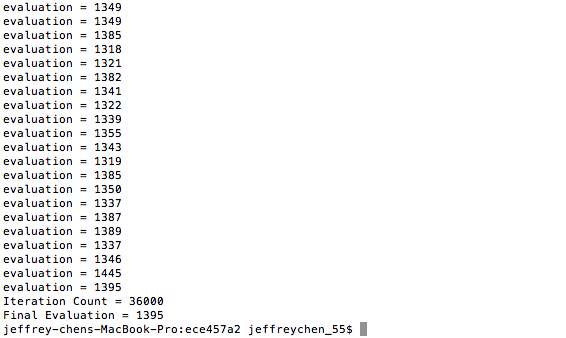 evaluation = 1349
evaluation = 1349
evaluation = 1385
evaluation = 1318
evaluation = 1321
evaluation = 1382
evaluation = 1341
evaluation = 1322
evaluation = 1339
evaluation = 1355
evaluation = 1343
evaluation = 1319
evaluation = 1385
evaluation = 1350
evaluation = 1337
evaluation = 1387
evaluation = 1389
evaluation = 1337
evaluation = 1346
evaluation = 1445
evaluation = 1395
Iteration Count = 36000
Final Evaluation = 1395
jeffrey-chens-MacBook-Pro:ece457a2 jeffreychen_55$